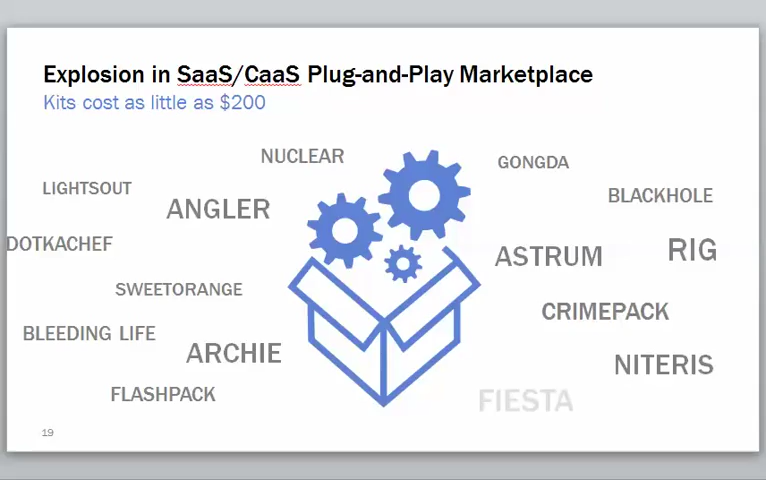 Explosion in SaaS/CaaS Plug-and-Play Marketplace
Kits cost as little as $200
NUCLEAR
GONGDA
LIGHTSOUT
BLACKHOLE
ANGLER
DOTKACHEF
RIG
ASTRUM
SWEETORANGE
CRIMEPACK
BLEEDING LIFE
ARCHIE
NITERIS
FLASHPACK
FIESTA
19